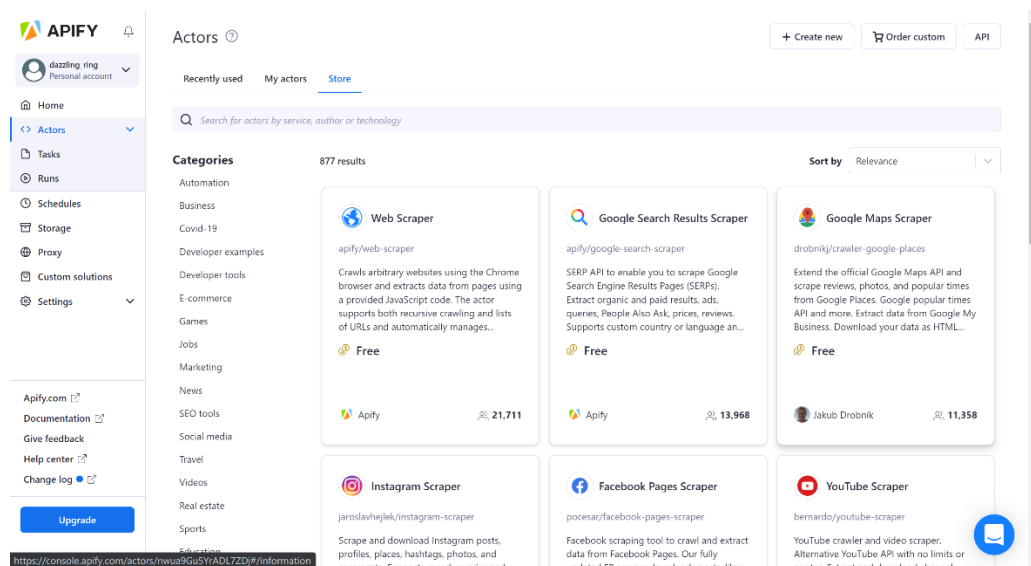 APIFY
dazzling_ring
Personal account
Home
Actors
Tasks
Runs
Schedules
Storage
Proxy
Custom solutions
Settings
Apify.com
Documentation
Give feedback
Help center
Change log
Upgrade
Actors
+ Create new
Order custom
API
Recently used
My actors
Store
Search for actors by service, author or technology
Categories
Automation
Business
Covid-19
Developer examples
Developer tools
E-commerce
Games
Jobs
Marketing
News
SEO tools
Social media
Travel
Videos
Real estate
Sports
Education
877 results
Sort by
Relevance
Web Scraper
apify/web-scraper
Crawls arbitrary websites using the Chrome
browser and extracts data from pages using
a provided JavaScript code. The actor
supports both recursive crawling and lists
of URLs and automatically manages...
Free
Apify
21,711
Google Search Results Scraper
apify/google-search-scraper
SERP API to enable you to scrape Google
Search Engine Results Pages (SERPs).
Extract organic and paid results, ads,
queries, People Also Ask, prices, reviews.
Supports custom country or language an...
Free
Apify
13,968
Google Maps Scraper
drobnikj/crawler-google-places
Extend the official Google Maps API and
scrape reviews, photos, and popular times
from Google Places. Google popular times
API and more. Extract data from Google My
Business. Download your data as HTML...
Free
Jakub Drobník
11,358
Instagram Scraper
jaroslavhejlek/instagram-scraper
Scrape and download Instagram posts,
profiles, places, hashtags, photos, and
Facebook Pages Scraper
pocesar/facebook-pages-scraper
Facebook scraping tool to crawl and extract
data from Facebook Pages. Our fully
YouTube Scraper
bernardo/youtube-scraper
YouTube crawler and video scraper.
Alternative YouTube API with no limits or
https://console.apify.com/actors/nwua9Gu5YrADL7ZDj#/information